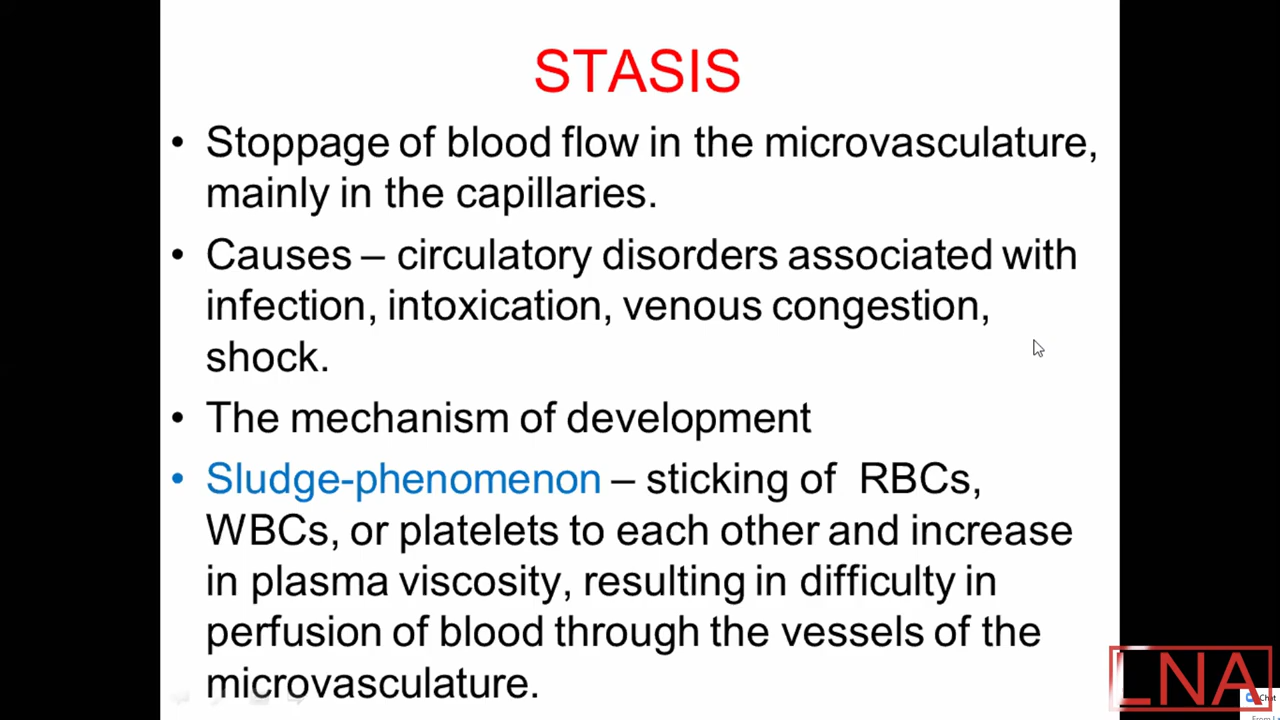 STASIS
• Stoppage of blood flow in the microvasculature,
mainly in the capillaries.
• Causes – circulatory disorders associated with
infection, intoxication, venous congestion,
shock.
• The mechanism of development
• Sludge-phenomenon – sticking of RBCs,
WBCs, or platelets to each other and increase
in plasma viscosity, resulting in difficulty in
perfusion of blood through the vessels of the
microvasculature.
LNA
Chat